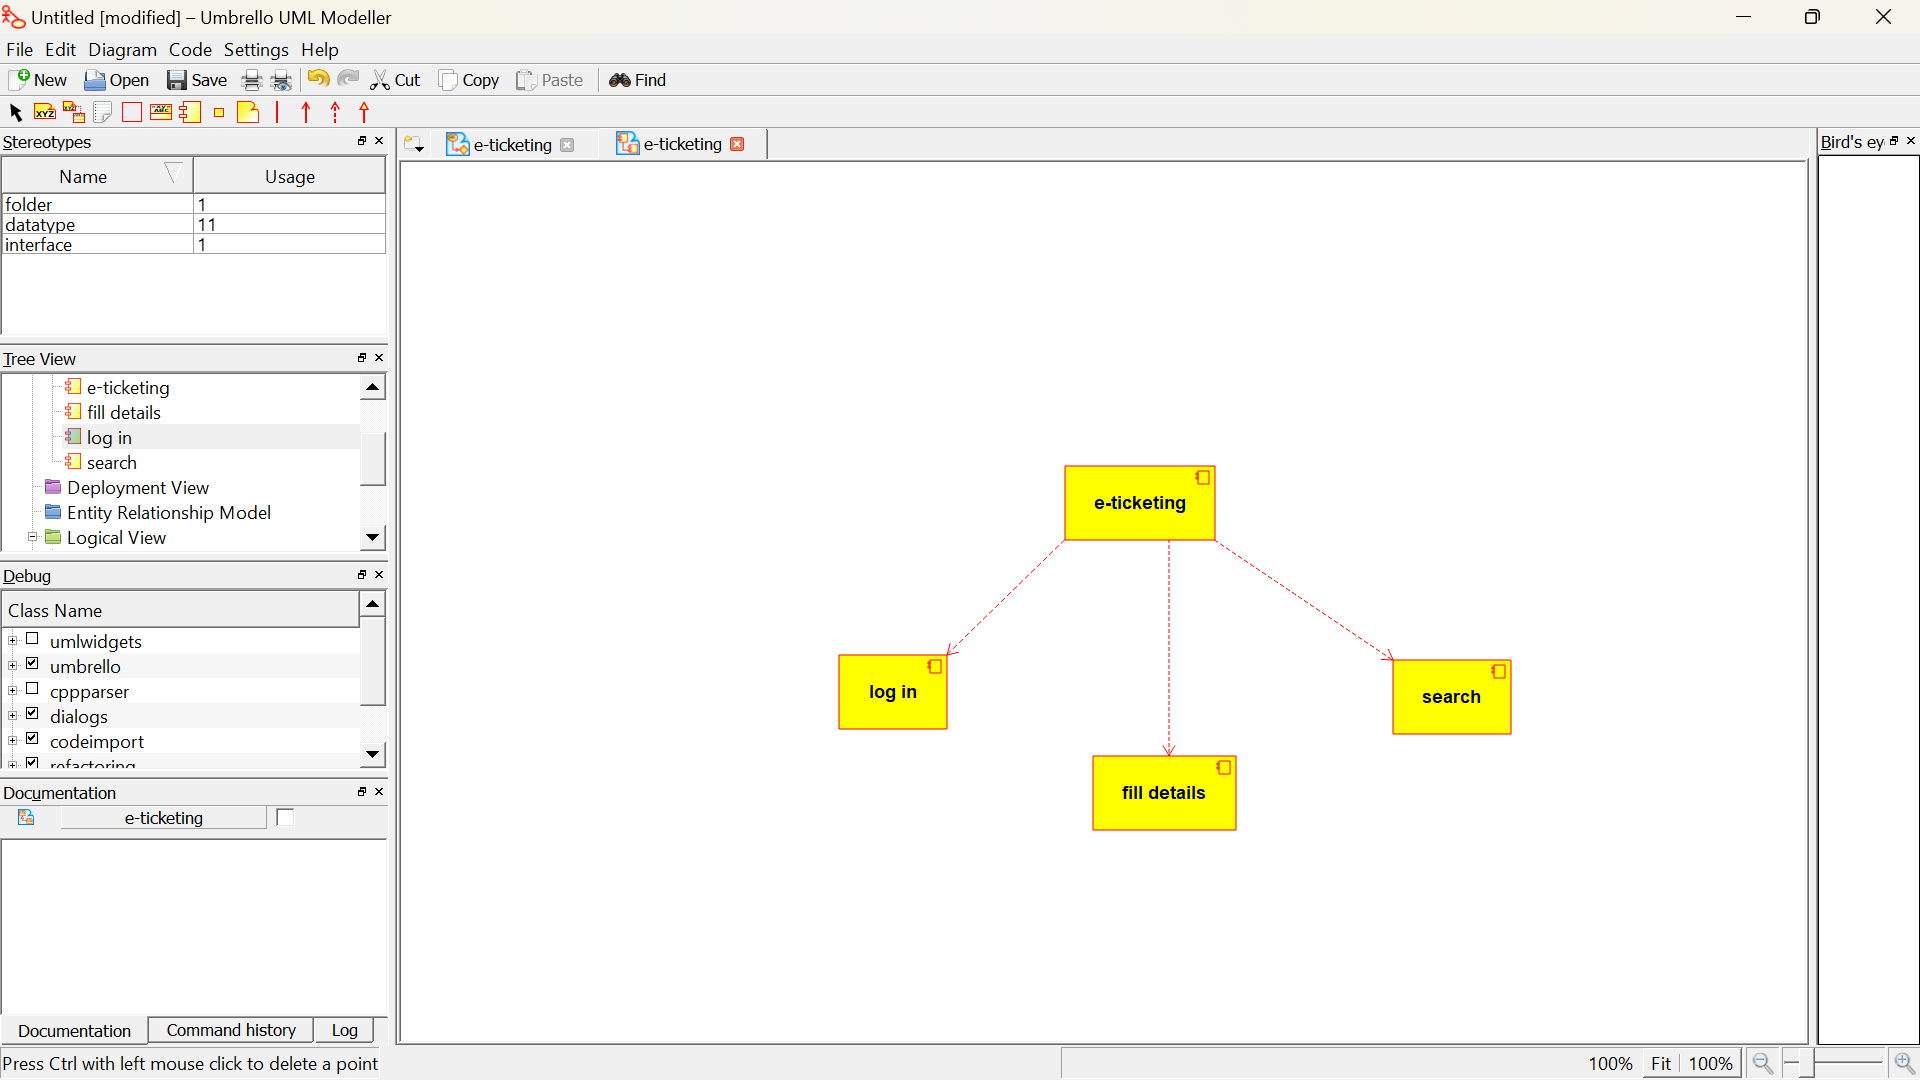 Untitled [modified] – Umbrello UML Modeller
File Edit Diagram Code Settings Help
New Open Save Cut Copy Paste Find
XYZ
Stereotypes
Name Usage
folder 1
datatype 11
interface 1
Tree View
e-ticketing
fill details
log in
search
Deployment View
Entity Relationship Model
Logical View
Debug
Class Name
umlwidgets
umbrello
cppparser
dialogs
codeimport
refactoring
Documentation
e-ticketing
Documentation Command history Log
Press Ctrl with left mouse click to delete a point
e-ticketing e-ticketing
e-ticketing
log in
search
fill details
Bird's ey
100% Fit 100%